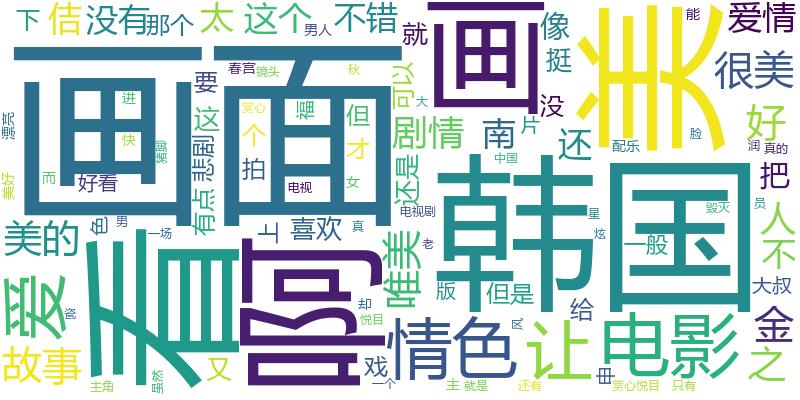 下 佶 没有 那个 太 这个 男人 不错 就 画 像 美 能 爱情
挺 很美
画面 春宫 镜头 秋 可以 大 没
漂亮 进 要 赏心 福 但 剧情 南 片 还 配乐 脸 好 润 真的
快 这 个 才
悲剧 拍 电视 女 还是 中国 韩国 把
美好 而 好看 有点 电视剧 星 毁灭 员
美的 色 男 一场 上 喜欢 真 唯美 老 炫 一般 人 不
爱 瓷 看 啊 却 版 但是 给 大叔
悦目 情色 区 让 电影 金
故事 主角 虽然 又 戏 一个 主 就是 还有 申 赏心悦目 只有 之